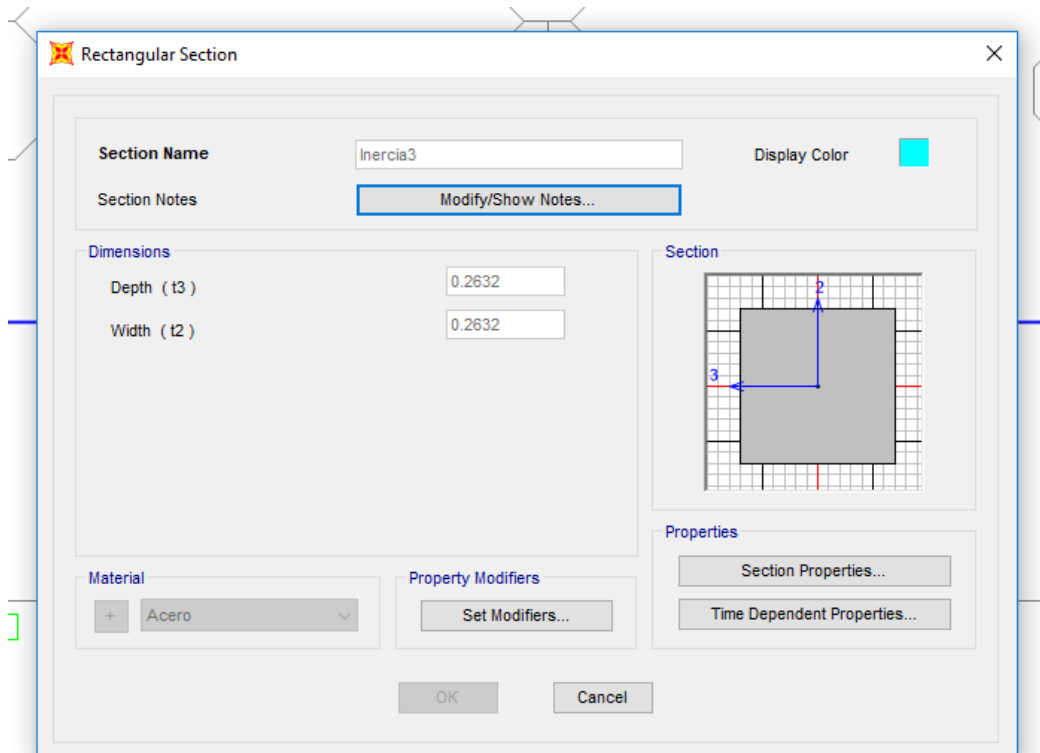 Rectangular Section
Section Name
Inercia3
Display Color
Section Notes
Modify/Show Notes...
Dimensions
Depth ( t3 )
0.2632
Width ( t2 )
0.2632
Section
2
3
Properties
Section Properties...
Time Dependent Properties...
Material
+
Acero
Property Modifiers
Set Modifiers...
OK
Cancel